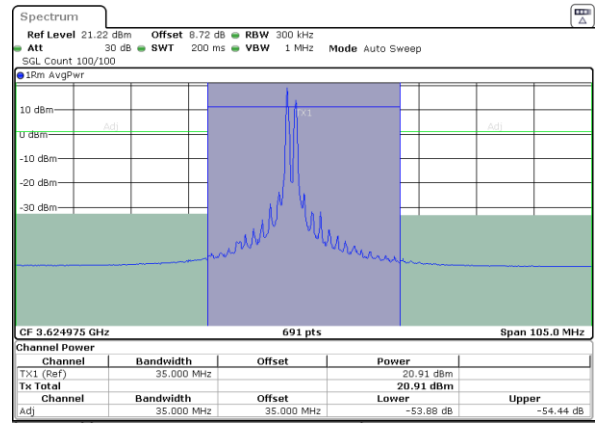 Spectrum
Ref Level 21.22 dBm Offset 8.72 dB RBW 300 kHz
Att 30 dB SWT 200 ms VBW 1 MHz Mode Auto Sweep
SGL Count 100/100
1Rm AvgPwr
10 dBm
TX1
Adj
Adj
0 dBm
-10 dBm
-20 dBm
-30 dBm
CF 3.624975 GHz 691 pts Span 105.0 MHz
Channel Power
Channel Bandwidth Offset Power
TX1 (Ref) 35.000 MHz 20.91 dBm
Tx Total 20.91 dBm
Channel Bandwidth Offset Lower Upper
Adj 35.000 MHz 35.000 MHz -53.88 dB -54.44 dB